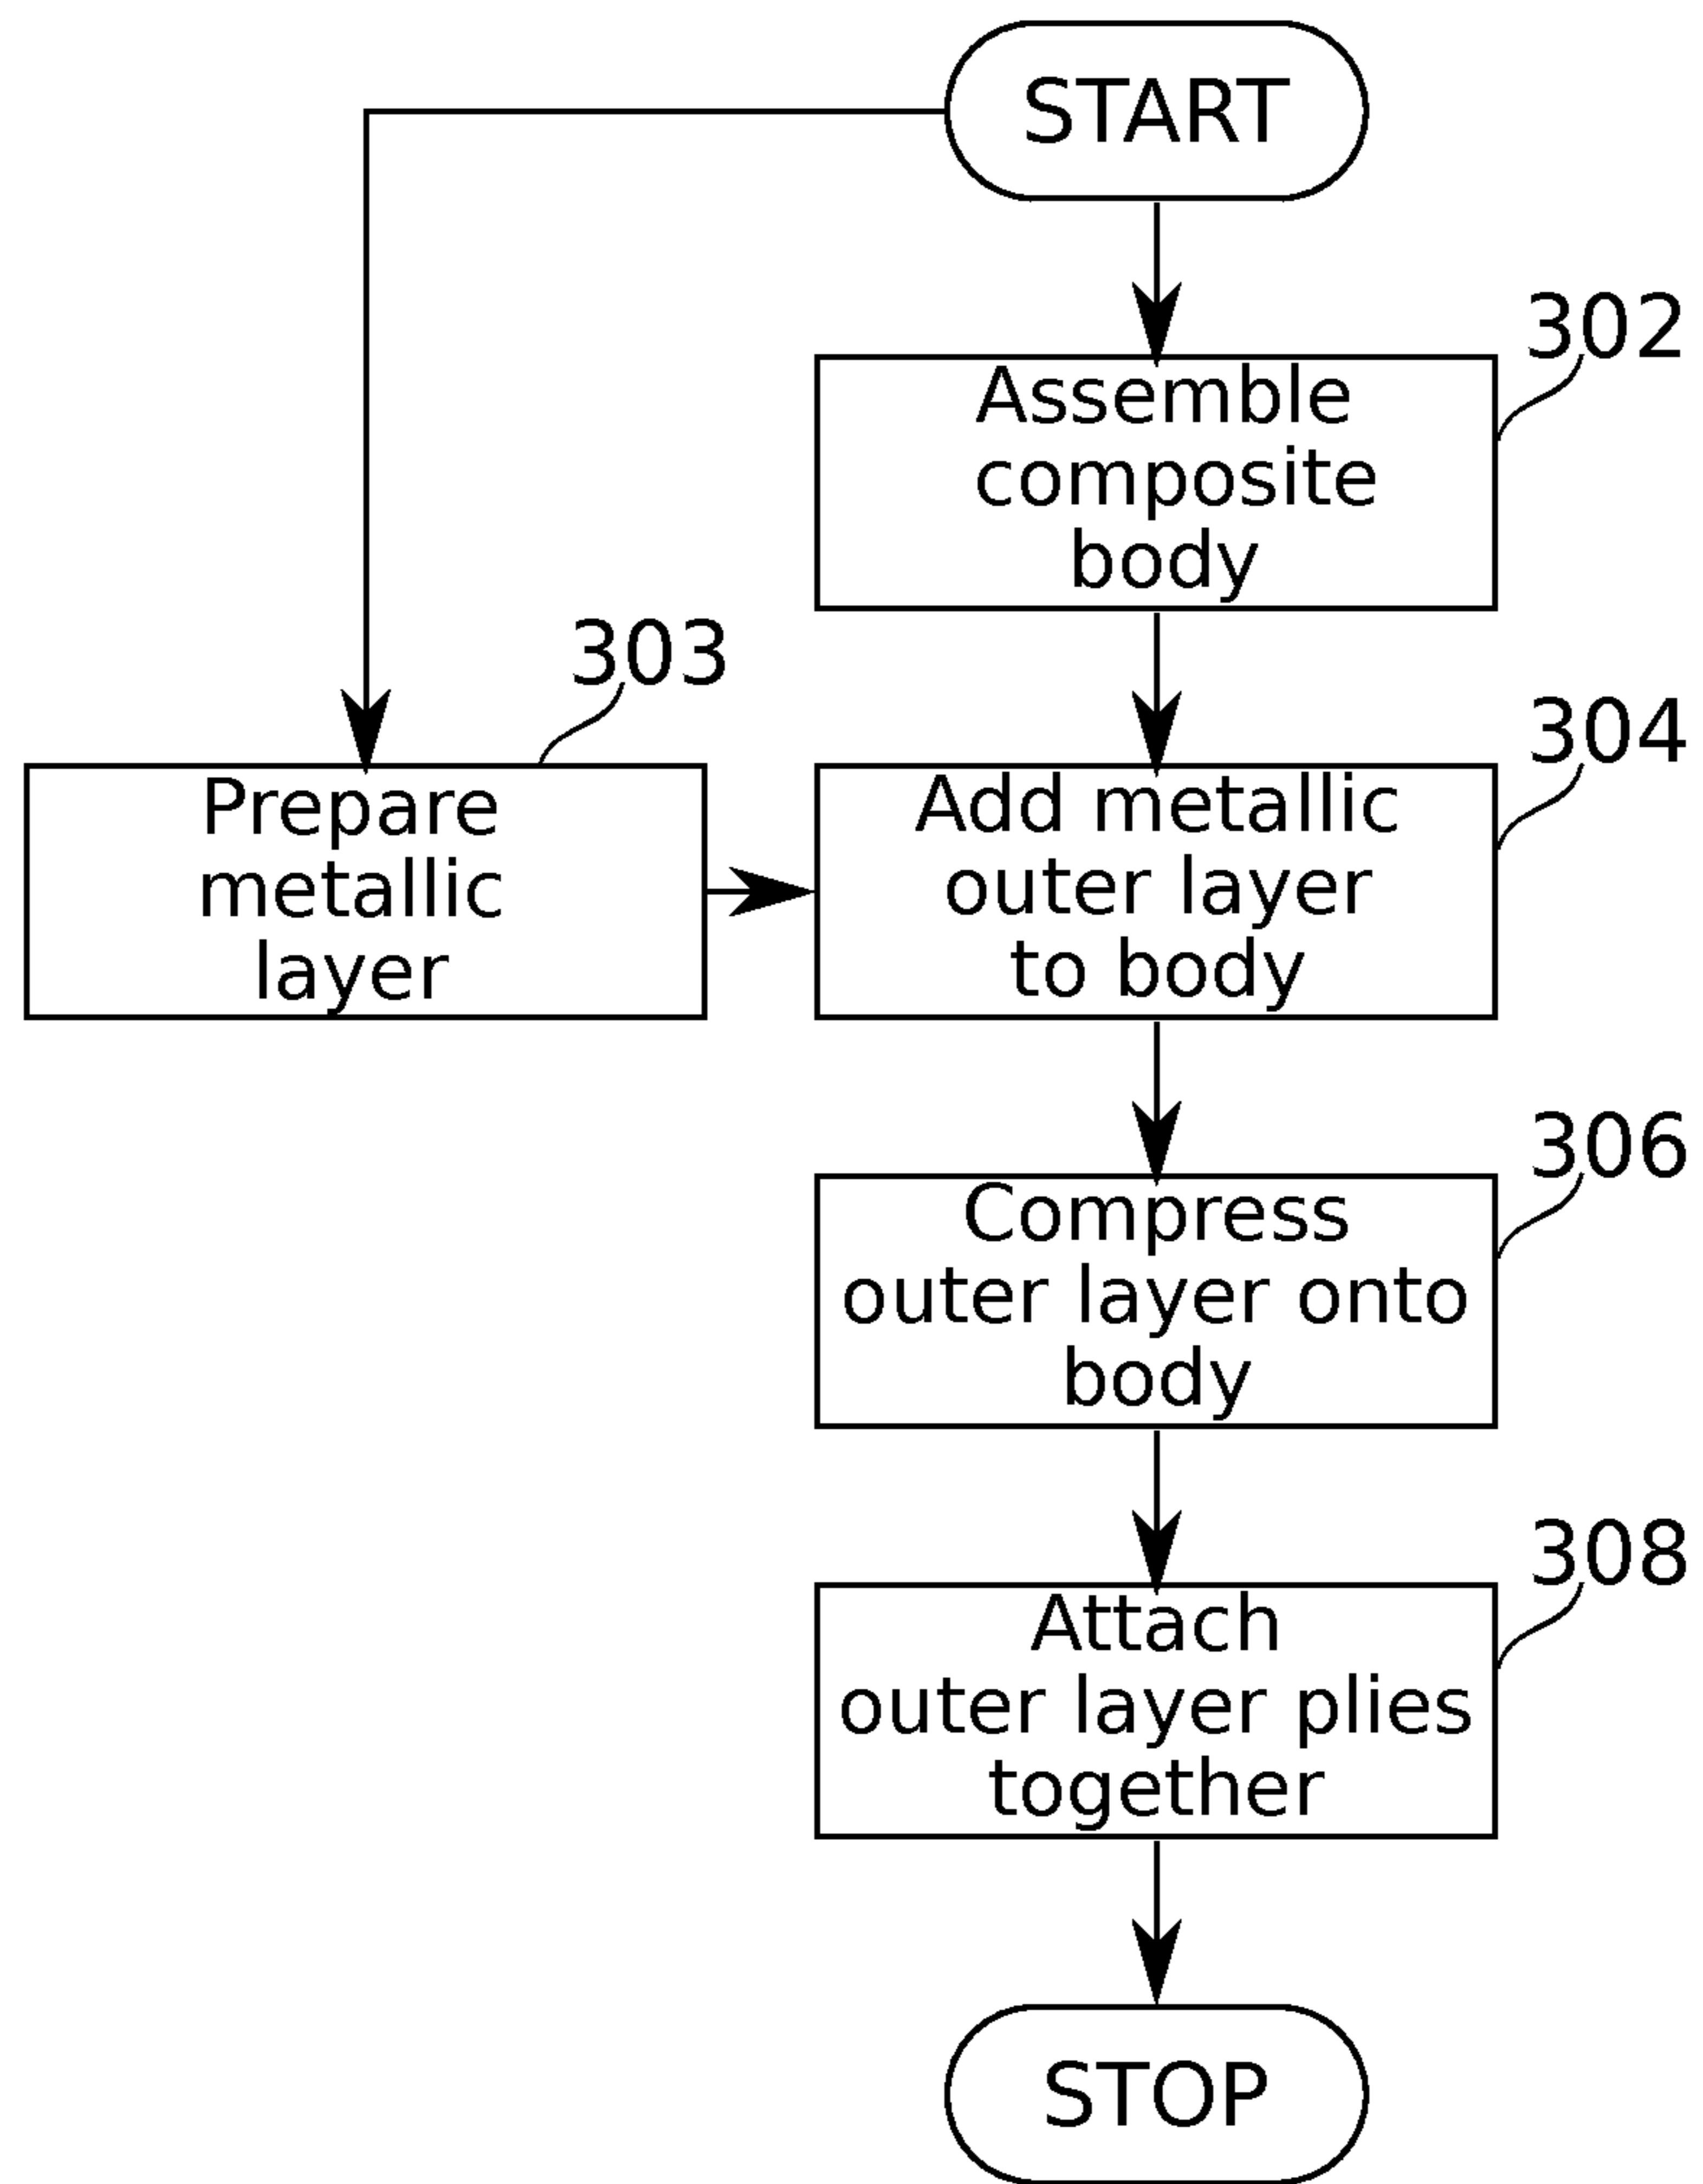 START
302
Assemble
composite
body
303
Prepare
metallic
layer
304
Add metallic
outer layer
to body
306
Compress
outer layer onto
body
308
Attach
outer layer plies
together
STOP